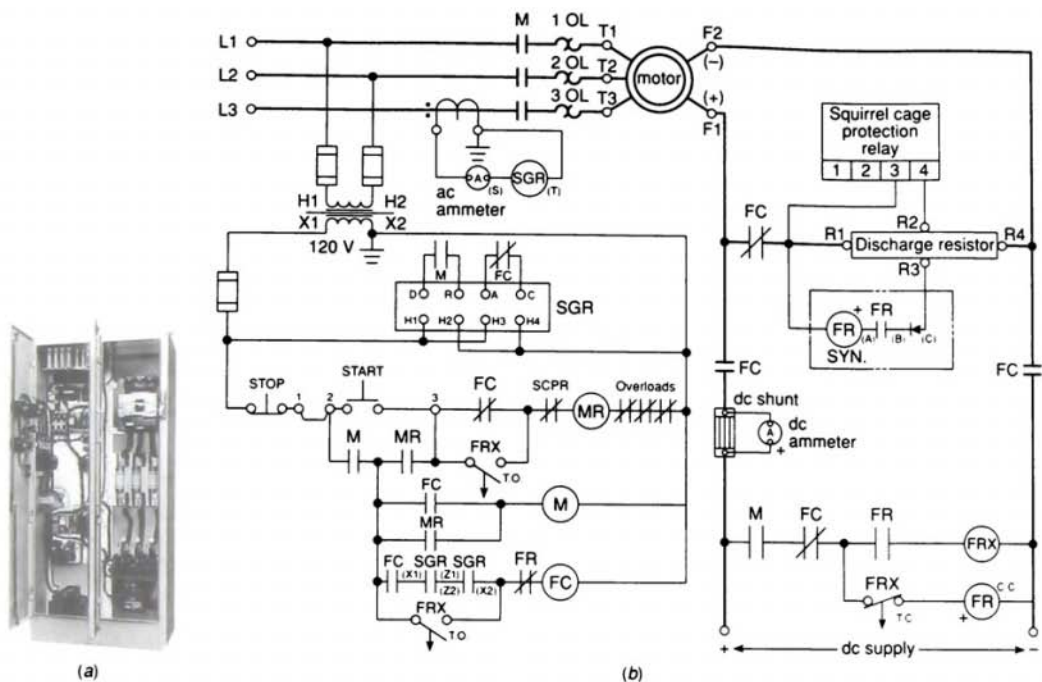 M 1 OL T1 F2
L1 (−)
L2 2 OL T2 motor
L3 3 OL T3 (+)
F1
Squirrel cage
protection
relay
1 2 3 4
A (S) SGR (T)
ac
ammeter
H1 H2
X1 X2
120 V
FC R1 R2 Discharge resistor R4
R3
M FC
D R A C
SGR
H1 H2 H3 H4
+ FR
FR (A) (B) (C)
SYN.
FC FC
STOP START FC SCPR Overloads
1 2 3 MR
dc shunt
A dc
ammeter
+
M MR FRX
TO
FC
M
MR
M FC FR
FRX
FC SGR SGR FR
(X1) (Z1)
(Z2) (X2) FC
FRX
TO
FRX CC
TC FR
+
+ dc supply −
(a) (b)